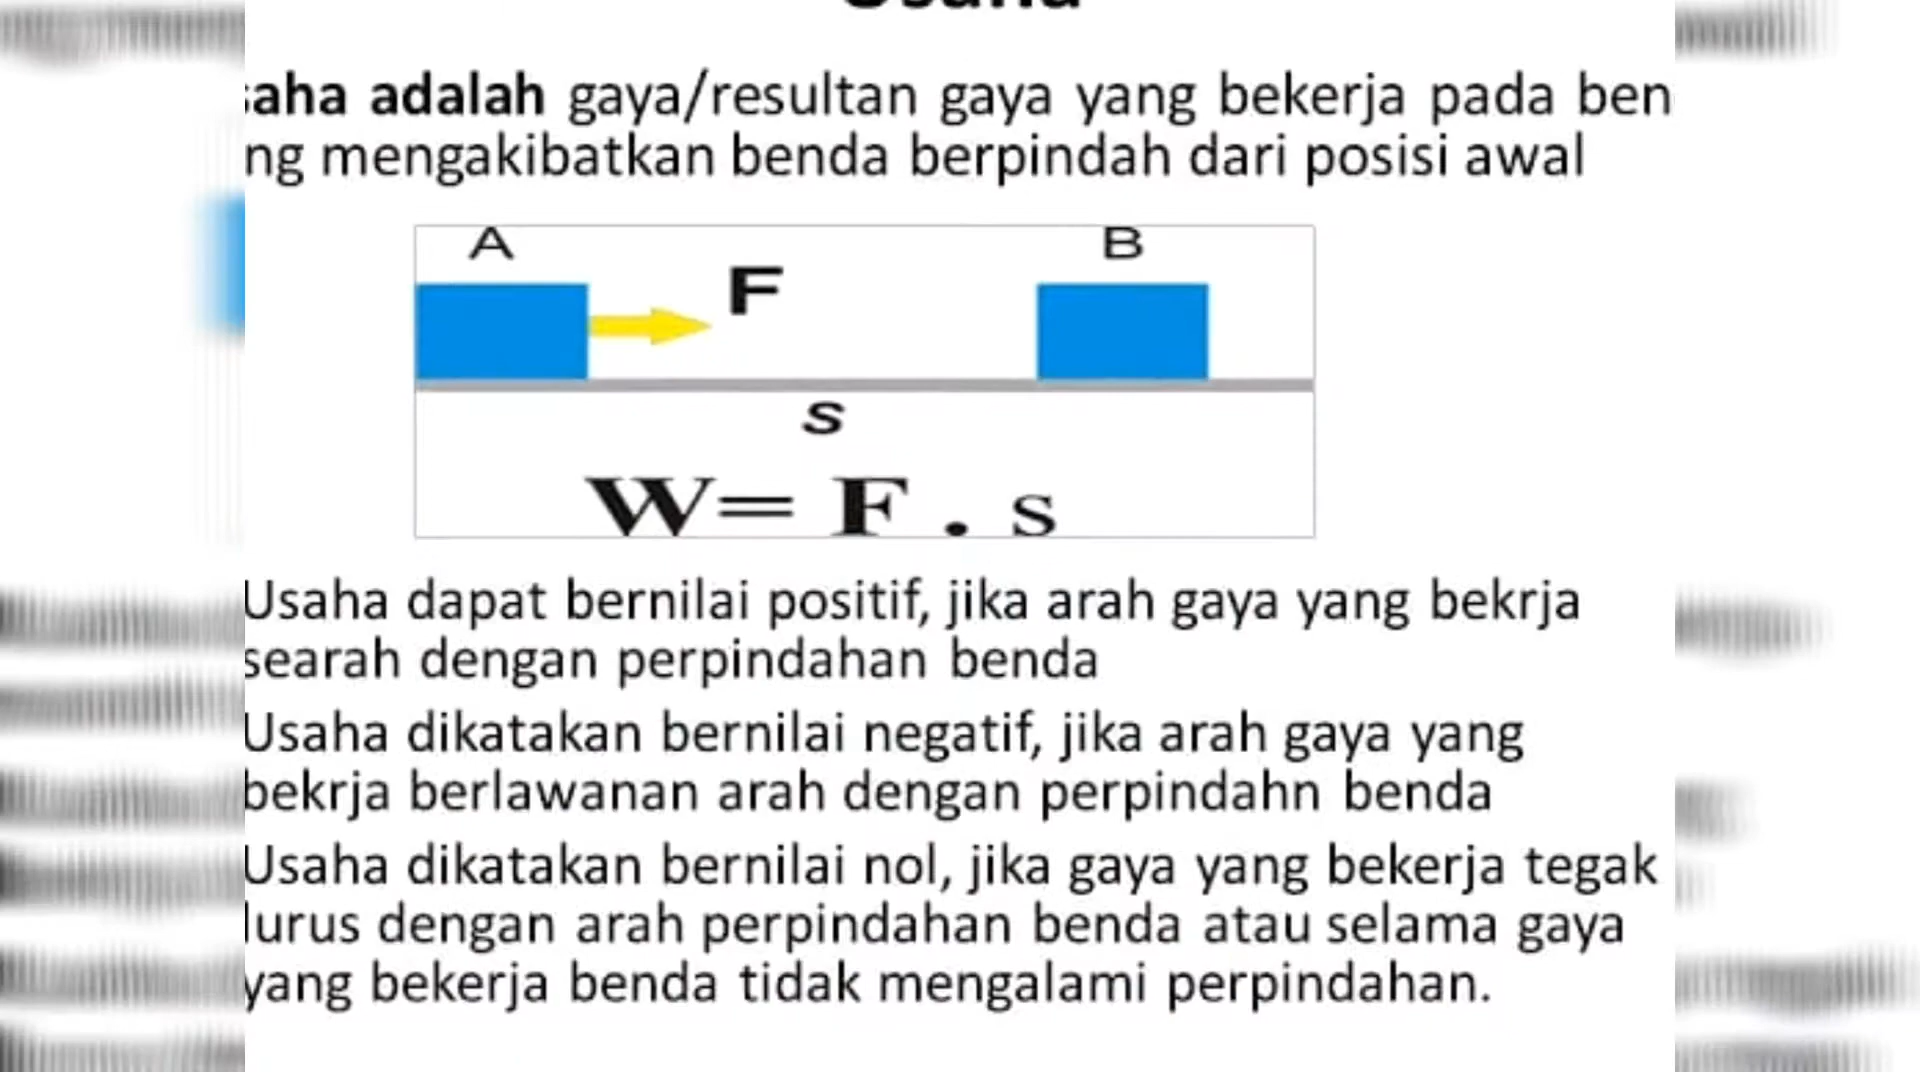 Usaha
saha adalah gaya/resultan gaya yang bekerja pada ben
ng mengakibatkan benda berpindah dari posisi awal
A B
F
s
W= F . s
Usaha dapat bernilai positif, jika arah gaya yang bekrja
searah dengan perpindahan benda
Usaha dikatakan bernilai negatif, jika arah gaya yang
bekrja berlawanan arah dengan perpindahn benda
Usaha dikatakan bernilai nol, jika gaya yang bekerja tegak
lurus dengan arah perpindahan benda atau selama gaya
yang bekerja benda tidak mengalami perpindahan.